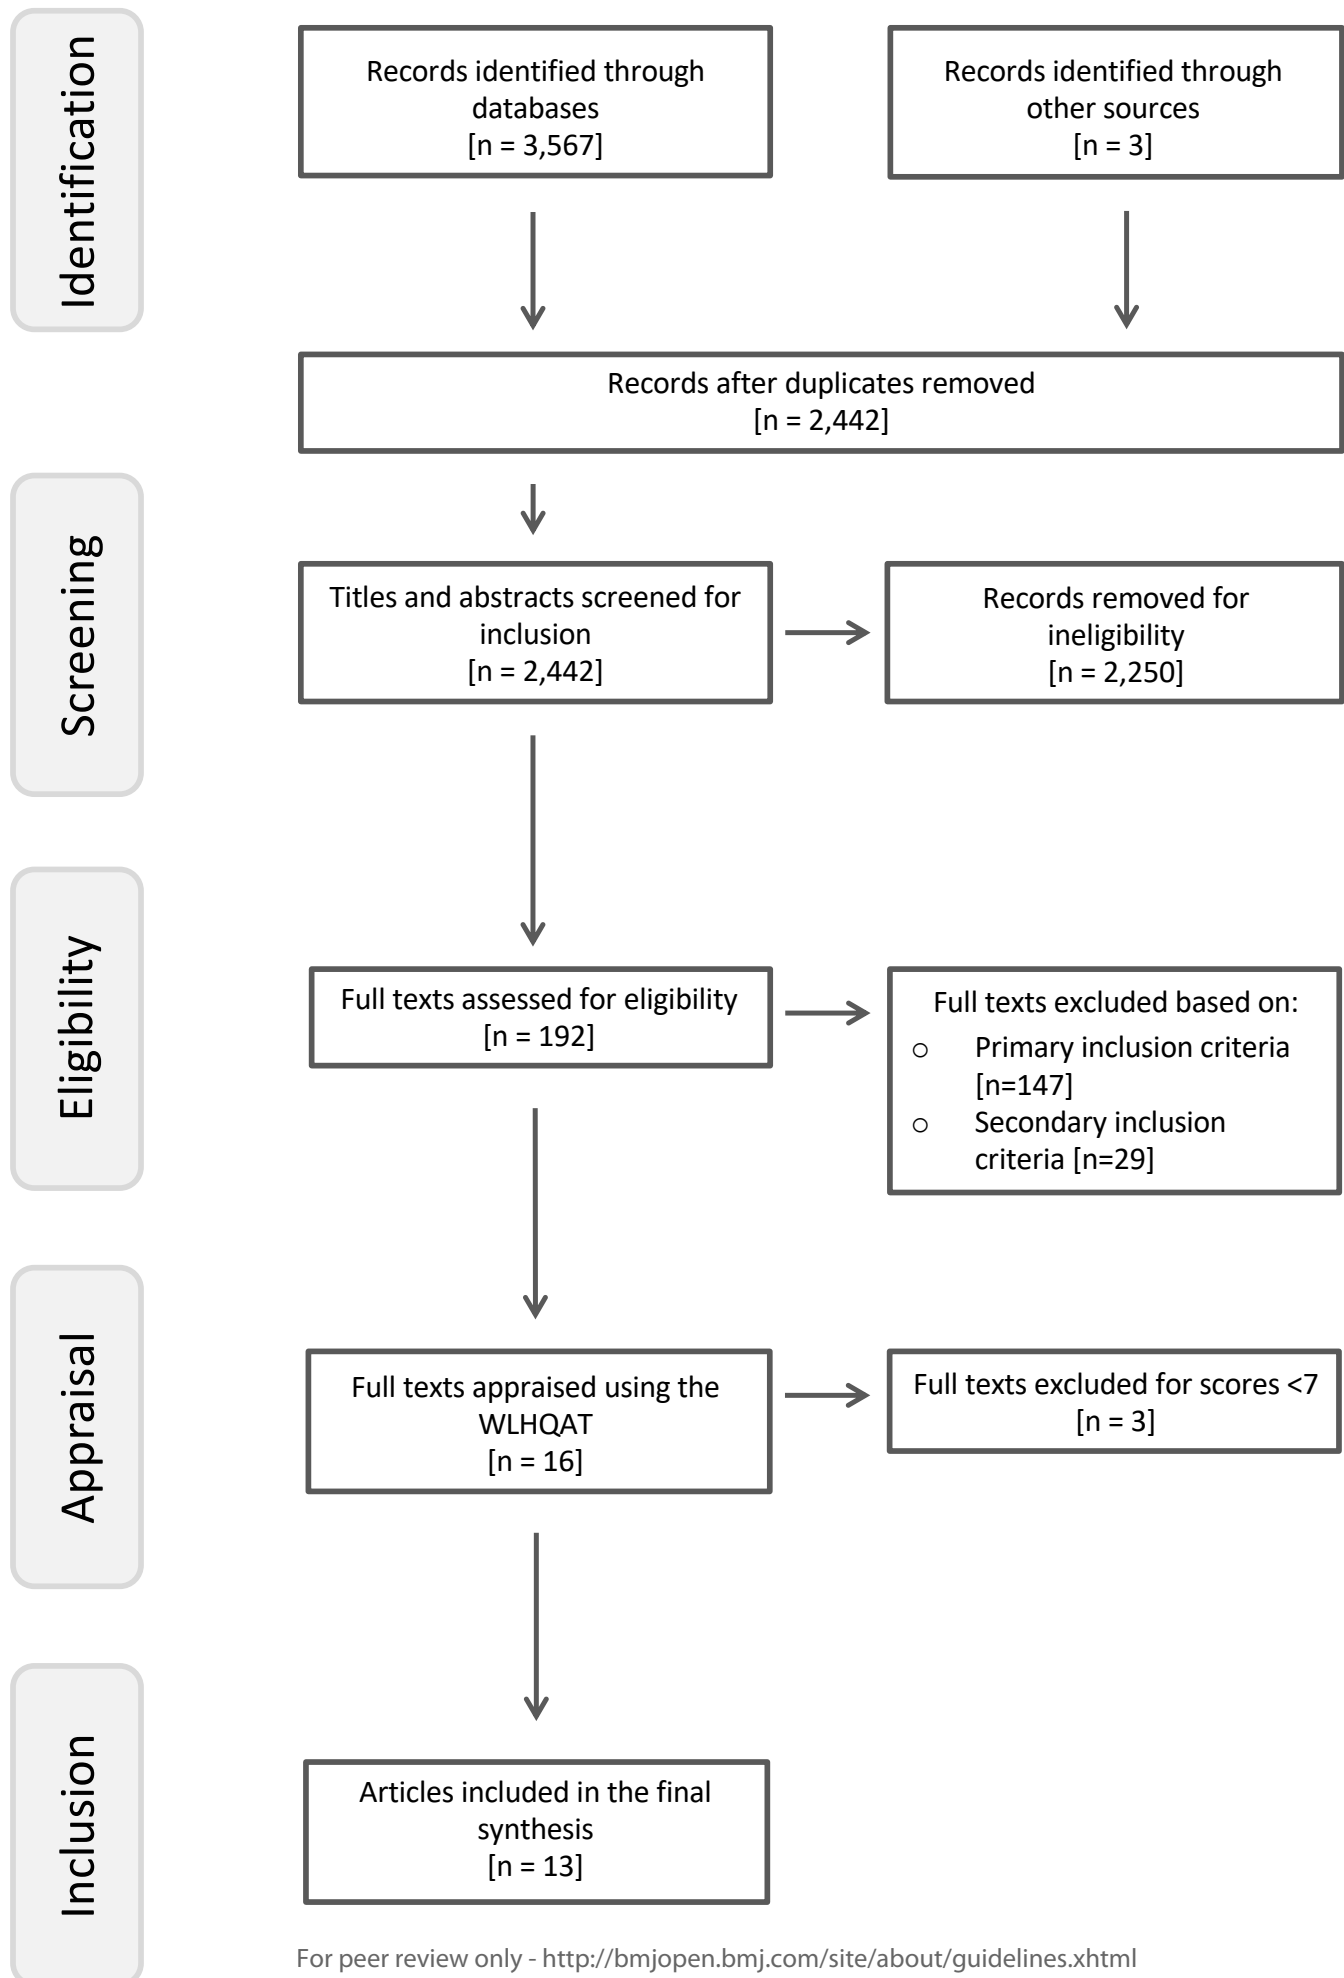 Identification
Records identified through
databases
[n = 3,567]
Records identified through
other sources
[n = 3]
Records after duplicates removed
[n = 2,442]
Screening
Titles and abstracts screened for
inclusion
[n = 2,442]
Records removed for
ineligibility
[n = 2,250]
Eligibility
Full texts assessed for eligibility
[n = 192]
Full texts excluded based on:
o Primary inclusion criteria
[n=147]
o Secondary inclusion
criteria [n=29]
Appraisal
Full texts appraised using the
WLHQAT
[n = 16]
Full texts excluded for scores <7
[n = 3]
Inclusion
Articles included in the final
synthesis
[n = 13]
For peer review only - http://bmjopen.bmj.com/site/about/guidelines.xhtml